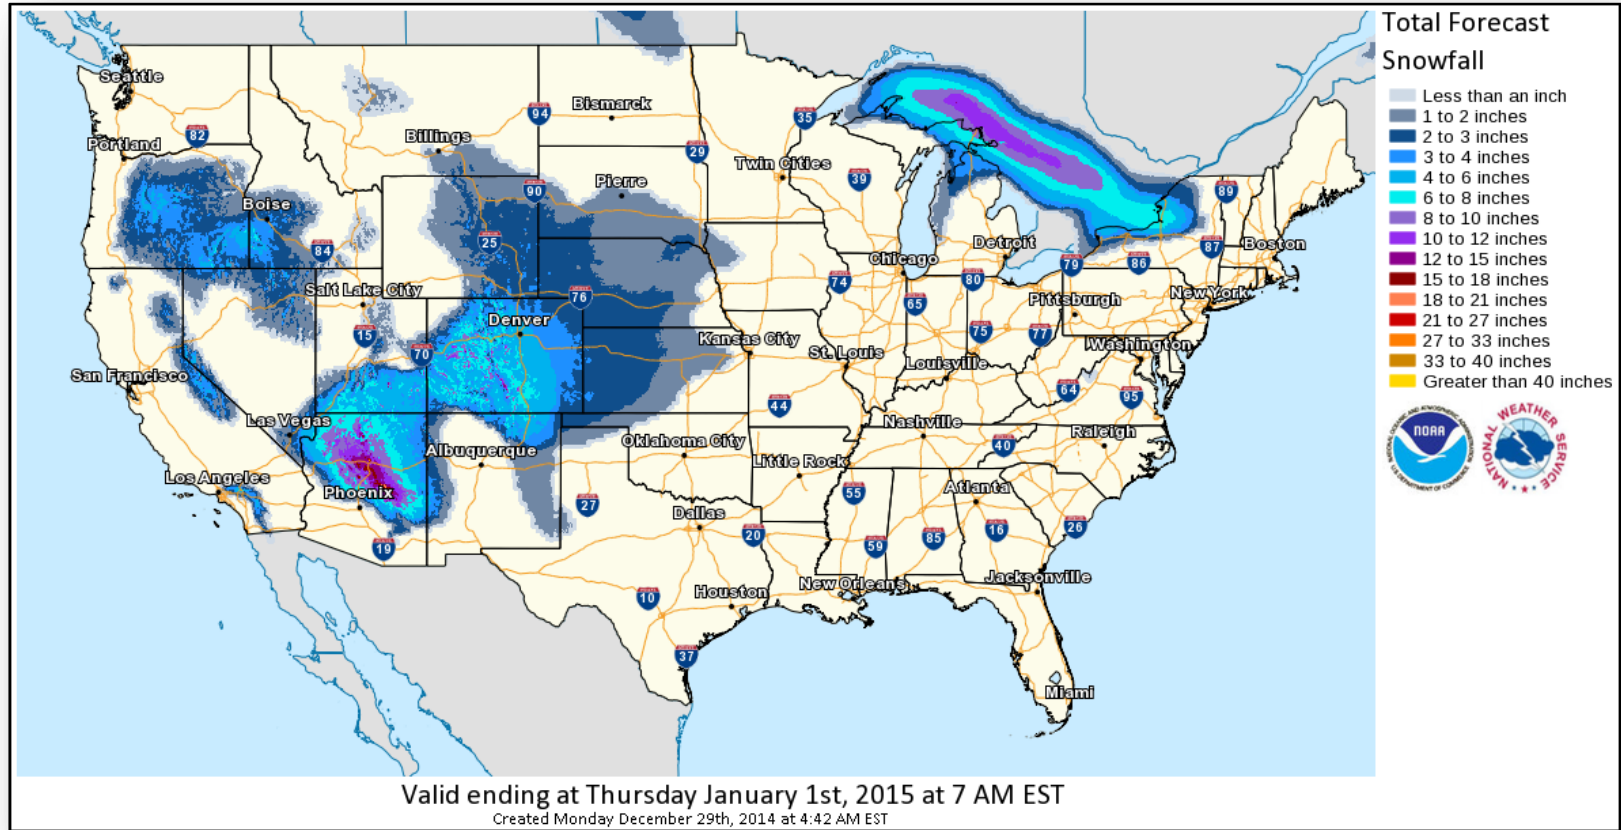 Total Forecast
Snowfall
Less than an inch
1 to 2 inches
2 to 3 inches
3 to 4 inches
4 to 6 inches
6 to 8 inches
8 to 10 inches
10 to 12 inches
12 to 15 inches
15 to 18 inches
18 to 21 inches
21 to 27 inches
27 to 33 inches
33 to 40 inches
Greater than 40 inches
NOAA
NATIONAL WEATHER SERVICE
Seattle
Bismarck
94
35
Portland
82
Billings
29
Twin Cities
39
Pierre
90
89
Boise
25
84
Detroit
87
Boston
Chicago
79
86
Salt Lake City
76
74
80
65
Pittsburgh
New York
Denver
15
70
Kansas City
75
77
Washington
St. Louis
Louisville
San Francisco
64
95
44
Las Vegas
Nashville
Raleigh
Albuquerque
Oklahoma City
40
Little Rock
Los Angeles
Phoenix
Atlanta
55
27
Dallas
20
85
16
26
19
59
Jacksonville
New Orleans
Houston
10
37
Miami
Valid ending at Thursday January 1st, 2015 at 7 AM EST
Created Monday December 29th, 2014 at 4:42 AM EST